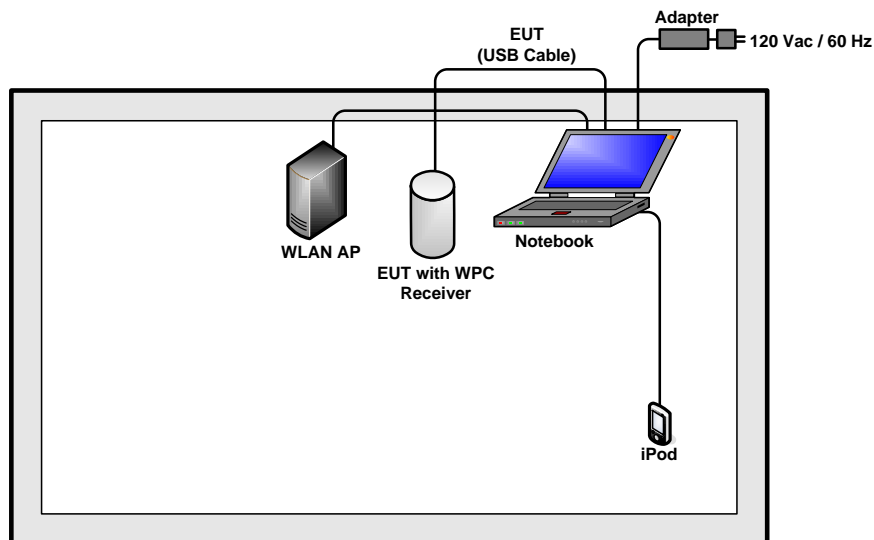 Adapter
120 Vac / 60 Hz
EUT
(USB Cable)
WLAN AP
EUT with WPC
Receiver
Notebook
iPod